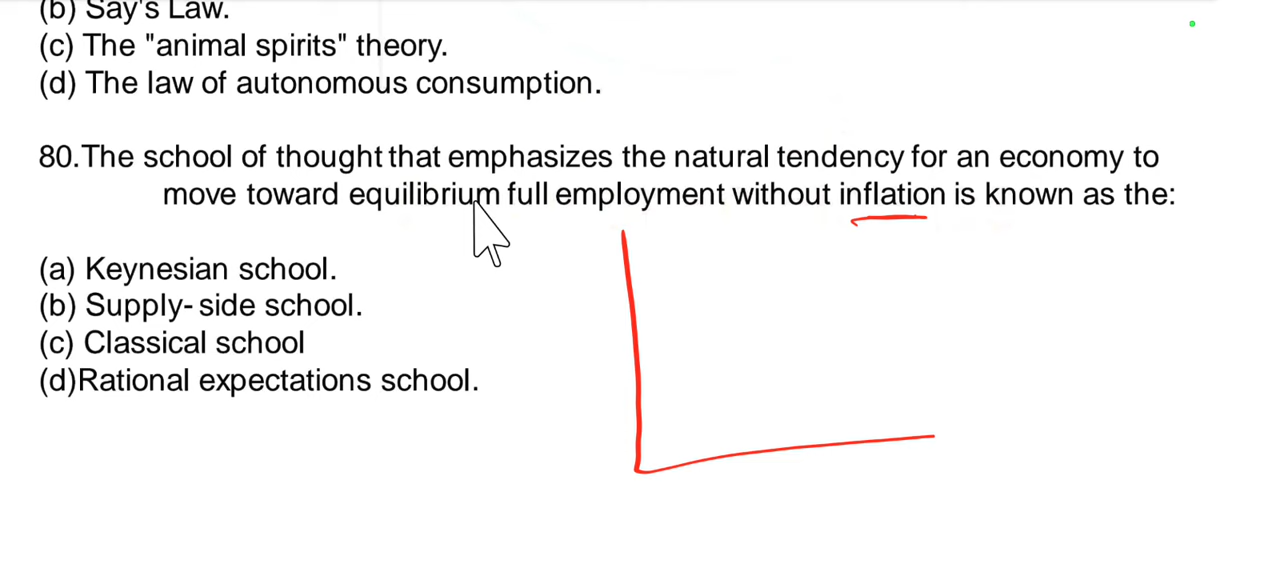 (b) Say's Law.
(c) The "animal spirits" theory.
(d) The law of autonomous consumption.
80.The school of thought that emphasizes the natural tendency for an economy to
move toward equilibrium full employment without inflation is known as the:
(a) Keynesian school.
(b) Supply- side school.
(c) Classical school
(d)Rational expectations school.